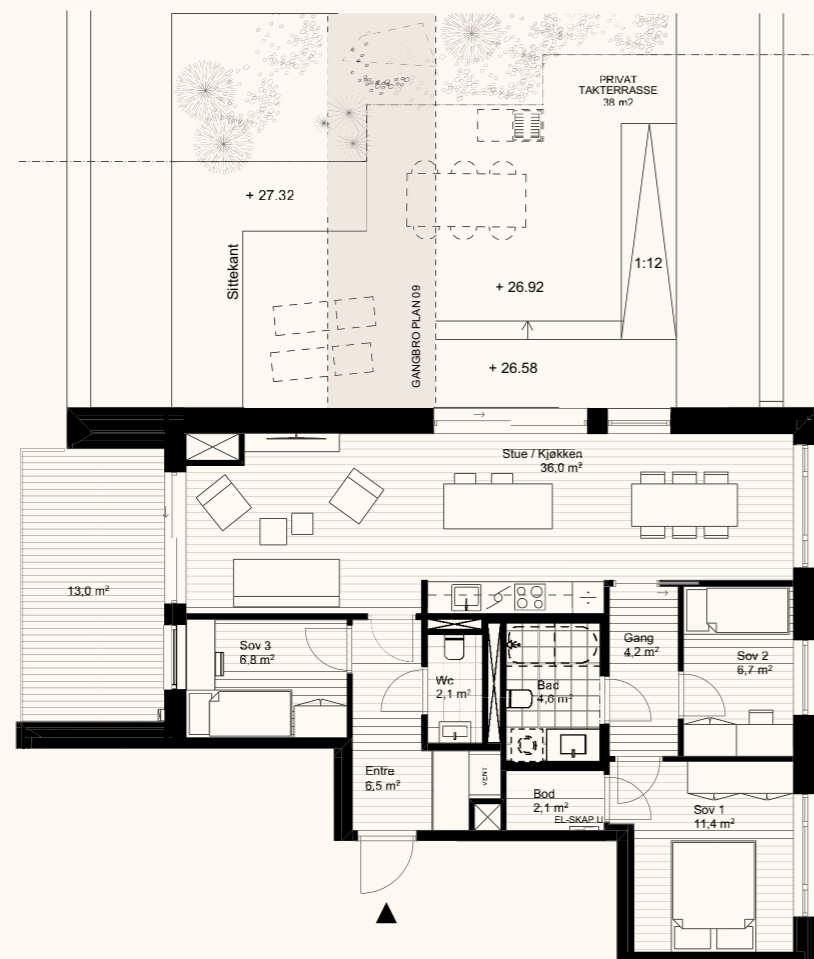 PRIVAT
TAKTERRASSE
38 m2
+ 27.32
Sittekant
1:12
+ 26.92
GANGBRO PLAN 09
+ 26.58
Stue / Kjøkken
36,0 m²
13,0 m²
Sov 3
6,8 m²
Gang
4,2 m²
Sov 2
6,7 m²
Wc
2,1 m²
Bad
4,6 m²
Entre
6,5 m²
VENT
Bod
2,1 m²
EL-SKAP U
Sov 1
11,4 m²